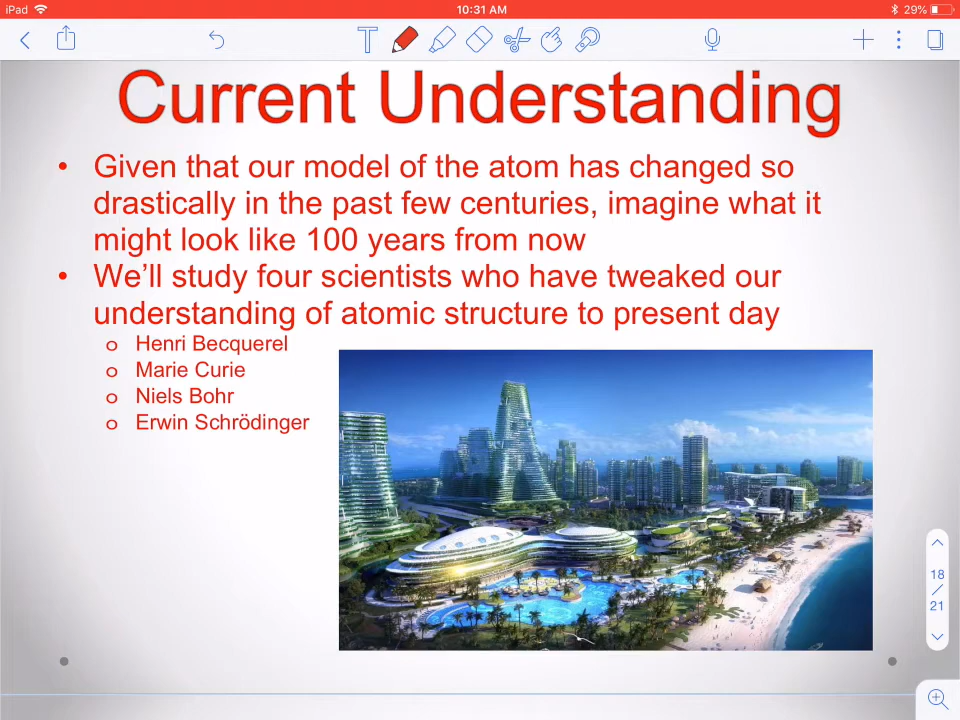 iPad 10:31 AM 29%
T
Current Understanding
• Given that our model of the atom has changed so
drastically in the past few centuries, imagine what it
might look like 100 years from now
• We’ll study four scientists who have tweaked our
understanding of atomic structure to present day
o Henri Becquerel
o Marie Curie
o Niels Bohr
o Erwin Schrödinger
18
/
21